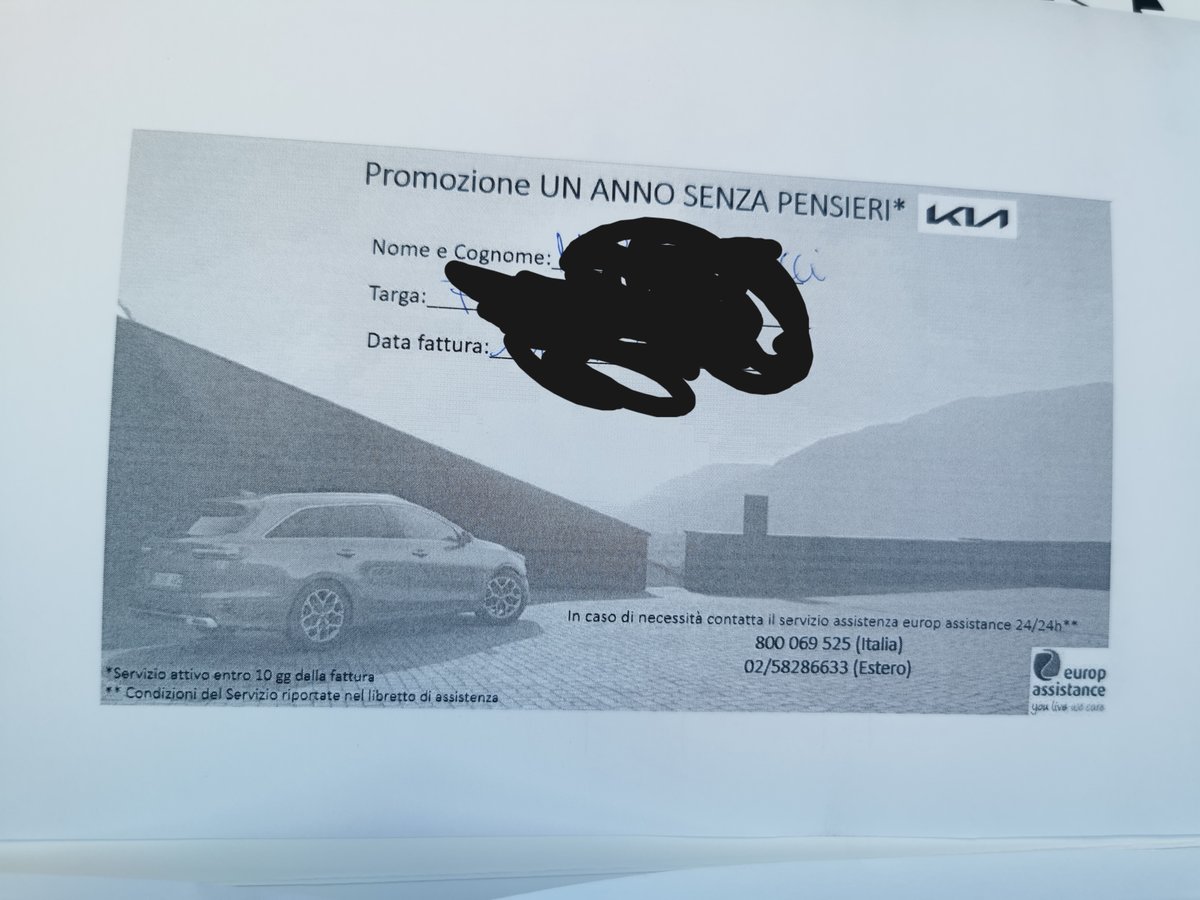 Promozione UN ANNO SENZA PENSIERI*
KIA
Nome e Cognome:
Targa:
Data fattura:
In caso di necessità contatta il servizio assistenza europ assistance 24/24h**
800 069 525 (Italia)
02/58286633 (Estero)
*Servizio attivo entro 10 gg dalla fattura
** Condizioni del Servizio riportate nel libretto di assistenza
europ
assistance
you live we care